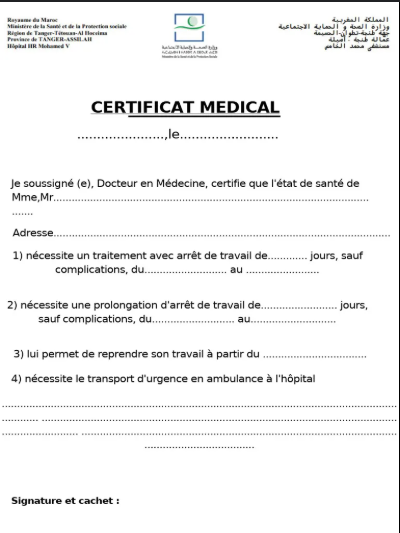 Royaume du Maroc
Ministère de la Santé et de la Protection sociale
Région de Tanger-Tétouan-Al Hoceima
Province de TANGER-ASSILAH
Hôpital HR Mohamed V
المملكة المغربية
وزارة الصحة و الحماية الاجتماعية
جهة طنجة-تطوان-الحسيمة
عمالة طنجة - أصيلة
مستشفى محمد الخامس
CERTIFICAT MEDICAL
......................,le.........................
Je soussigné (e), Docteur en Médecine, certifie que l'état de santé de
Mme,Mr................................................................................................
.......
Adresse.......................................................................................................
1) nécessite un traitement avec arrêt de travail de............. jours, sauf
complications, du........................... au ........................
2) nécessite une prolongation d'arrêt de travail de......................... jours,
sauf complications, du........................... au............................
3) lui permet de reprendre son travail à partir du ..................................
4) nécessite le transport d'urgence en ambulance à l'hôpital
........................................................................................................................
............ ...........................................................................................................
......................... ..............................................................................................
....................................
Signature et cachet :